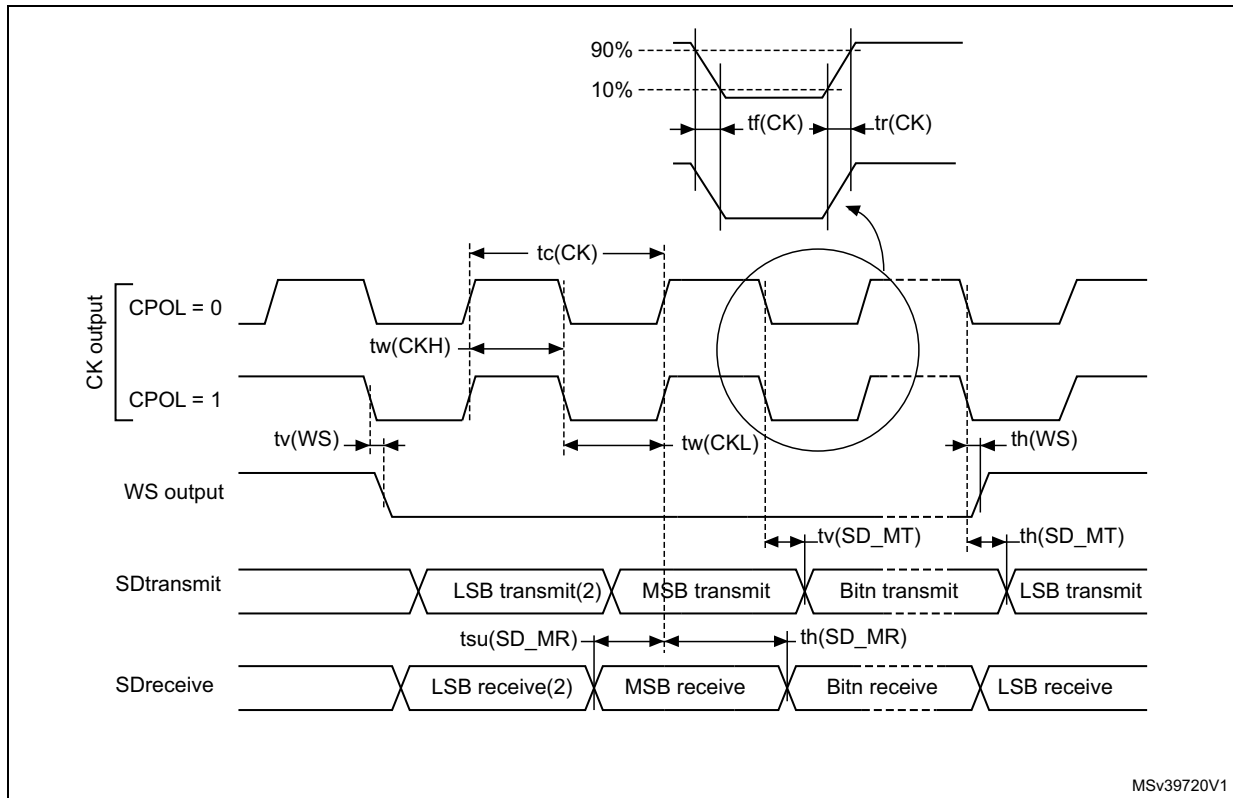 90%
10%
tf(CK)
tr(CK)
tc(CK)
CK output
CPOL = 0
tw(CKH)
CPOL = 1
tv(WS)
tw(CKL)
th(WS)
WS output
tv(SD_MT)
th(SD_MT)
SDtransmit
LSB transmit(2)
MSB transmit
Bitn transmit
LSB transmit
tsu(SD_MR)
th(SD_MR)
SDreceive
LSB receive(2)
MSB receive
Bitn receive
LSB receive
MSv39720V1